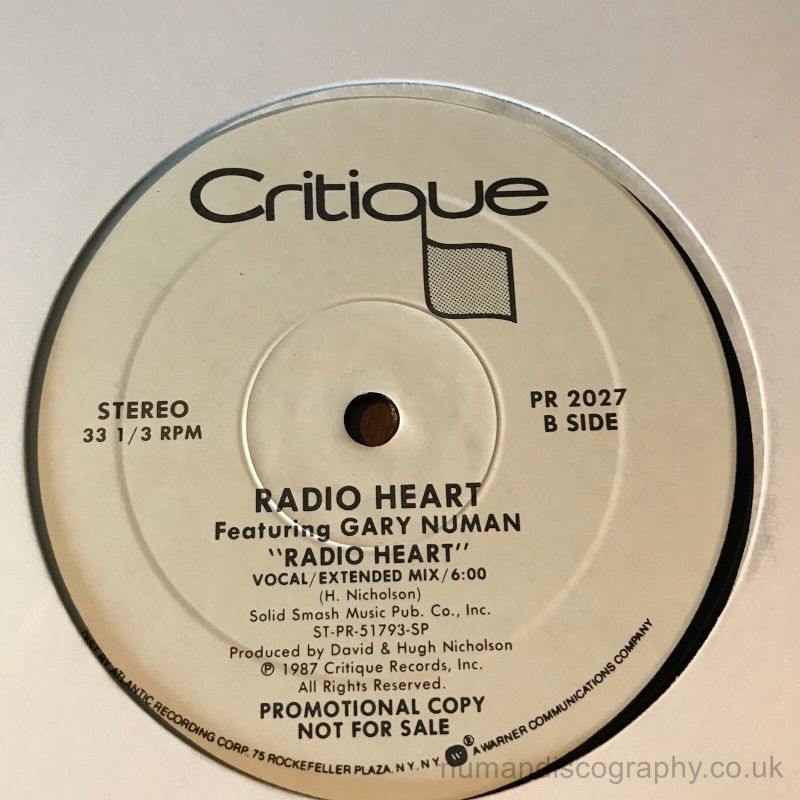 Critique
STEREO
33 1/3 RPM
PR 2027
B SIDE
RADIO HEART
Featuring GARY NUMAN
"RADIO HEART"
VOCAL/EXTENDED MIX/6:00
(H. Nicholson)
Solid Smash Music Pub. Co., Inc.
ST-PR-51793-SP
Produced by David & Hugh Nicholson
℗ 1987 Critique Records, Inc.
All Rights Reserved.
PROMOTIONAL COPY
NOT FOR SALE
BY ATLANTIC RECORDING CORP. 75 ROCKEFELLER PLAZA, N.Y. N.Y. W ® A WARNER COMMUNICATIONS COMPANY
numandiscography.co.uk